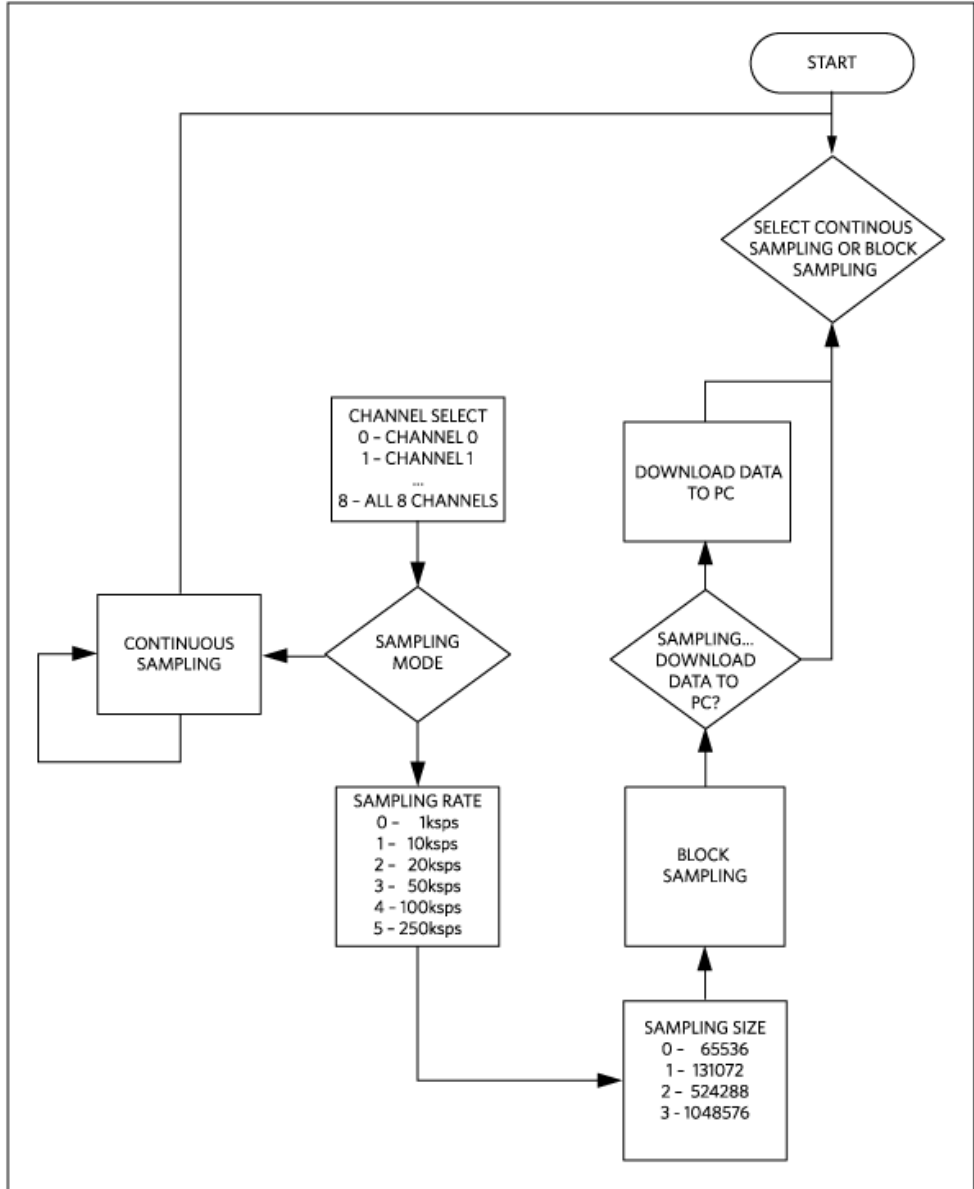 START
SELECT CONTINOUS
SAMPLING OR BLOCK
SAMPLING
CHANNEL SELECT
0 – CHANNEL 0
1 – CHANNEL 1
...
8 – ALL 8 CHANNELS
DOWNLOAD DATA
TO PC
CONTINUOUS
SAMPLING
SAMPLING
MODE
SAMPLING...
DOWNLOAD
DATA TO
PC?
SAMPLING RATE
0 – 1ksps
1 – 10ksps
2 – 20ksps
3 – 50ksps
4 – 100ksps
5 – 250ksps
BLOCK
SAMPLING
SAMPLING SIZE
0 – 65536
1 – 131072
2 – 524288
3 - 1048576